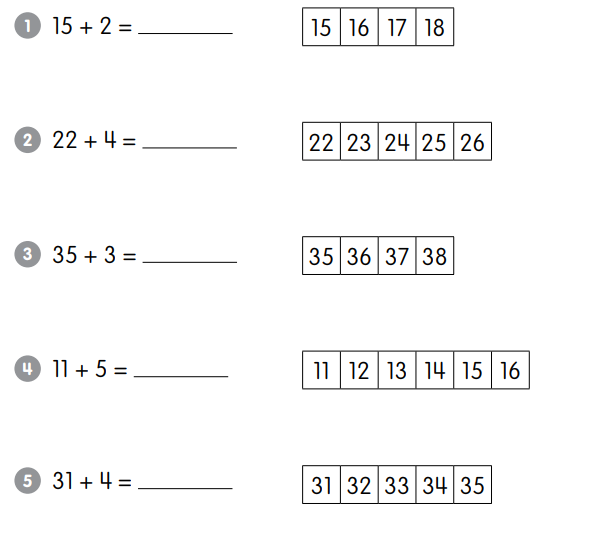 1 15 + 2 = ________ 15 16 17 18
2 22 + 4 = ________ 22 23 24 25 26
3 35 + 3 = ________ 35 36 37 38
4 11 + 5 = ________ 11 12 13 14 15 16
5 31 + 4 = ________ 31 32 33 34 35